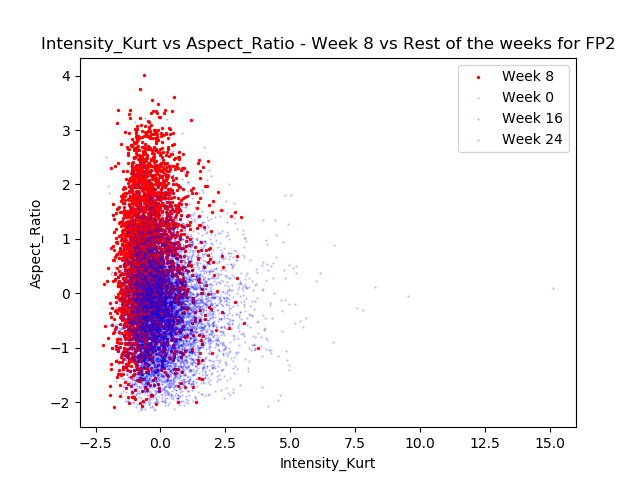 Intensity_Kurt vs Aspect_Ratio - Week 8 vs Rest of the weeks for FP2
Week 8
Week 0
Week 16
Week 24
4
3
2
1
0
−1
−2
Aspect_Ratio
−2.5 0.0 2.5 5.0 7.5 10.0 12.5 15.0
Intensity_Kurt